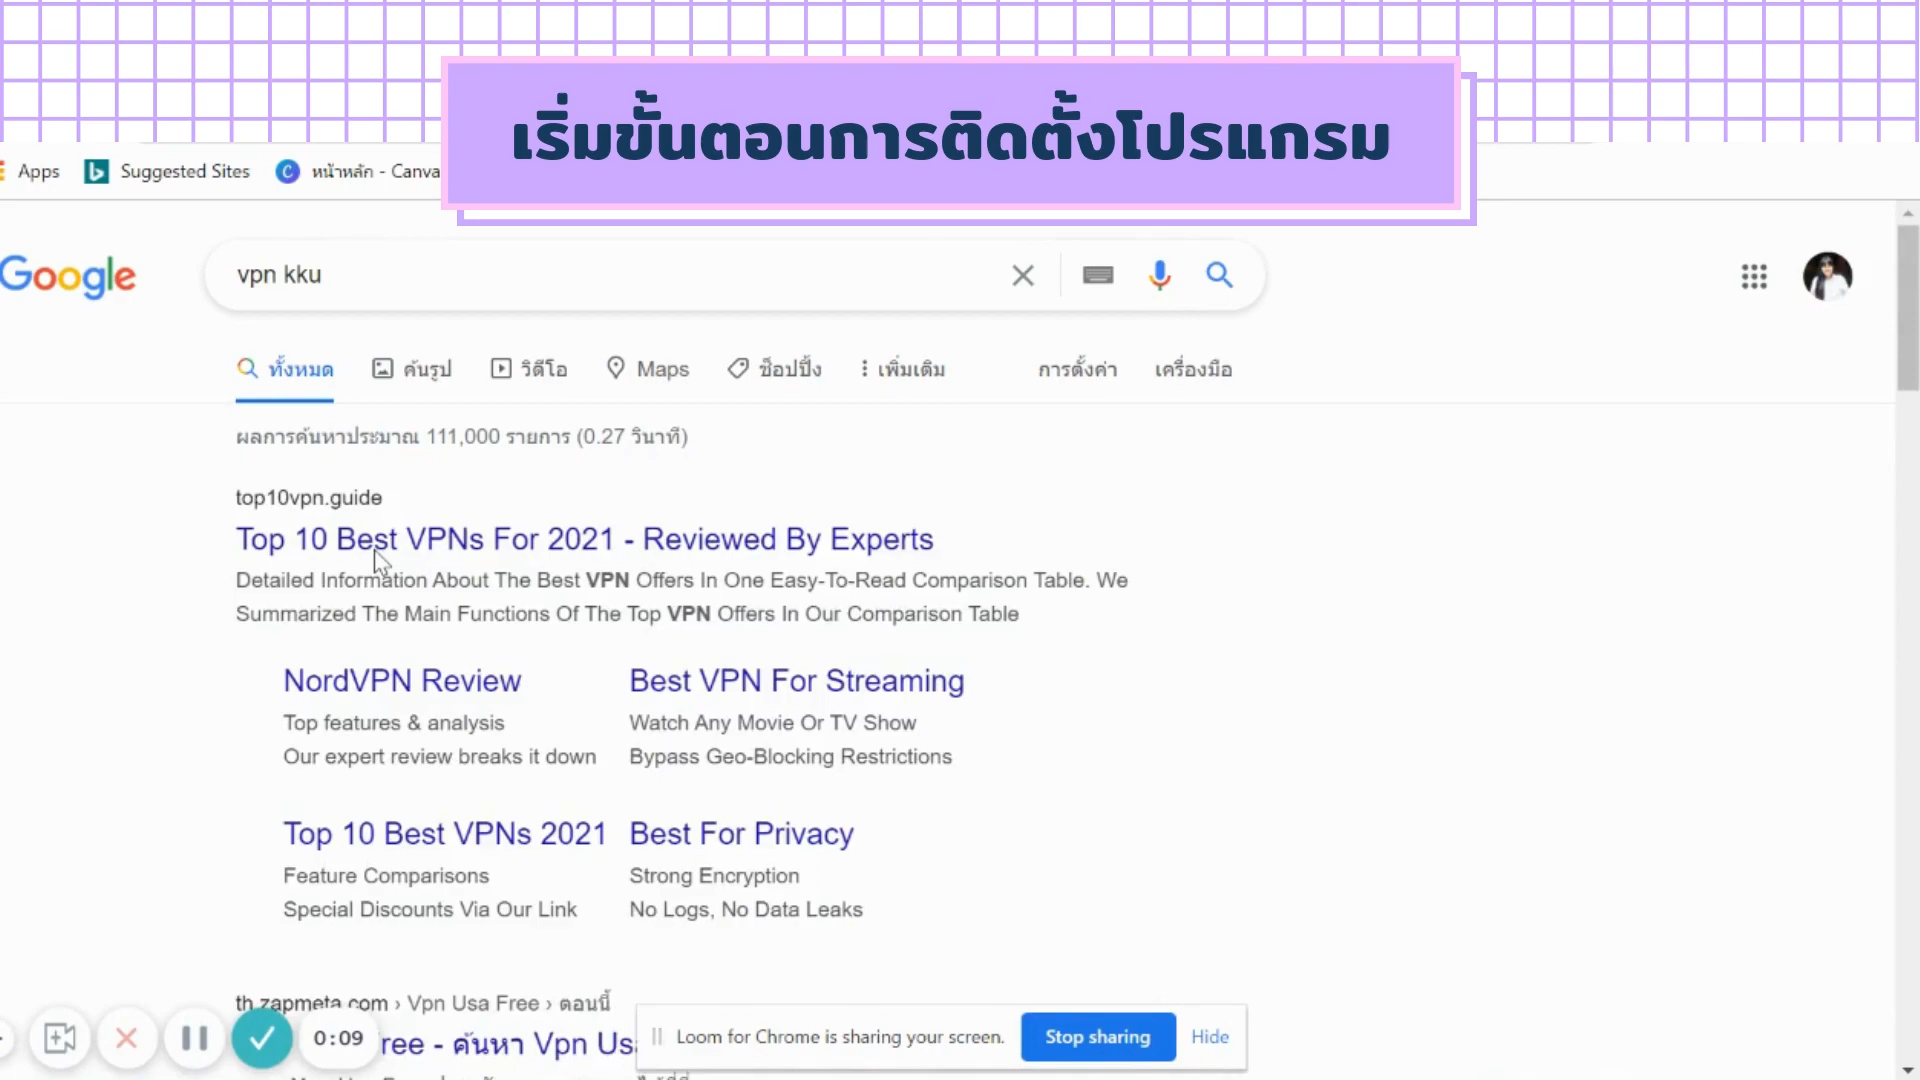 เริ่มขั้นตอนการติดตั้งโปรแกรม
Apps Suggested Sites หน้าหลัก - Canva
Google
vpn kku
ทั้งหมด ค้นรูป วิดีโอ Maps ช็อปปิ้ง เพิ่มเติม การตั้งค่า เครื่องมือ
ผลการค้นหาประมาณ 111,000 รายการ (0.27 วินาที)
top10vpn.guide
Top 10 Best VPNs For 2021 - Reviewed By Experts
Detailed Information About The Best VPN Offers In One Easy-To-Read Comparison Table. We
Summarized The Main Functions Of The Top VPN Offers In Our Comparison Table
NordVPN Review
Top features & analysis
Our expert review breaks it down
Best VPN For Streaming
Watch Any Movie Or TV Show
Bypass Geo-Blocking Restrictions
Top 10 Best VPNs 2021
Feature Comparisons
Special Discounts Via Our Link
Best For Privacy
Strong Encryption
No Logs, No Data Leaks
th.zapmeta.com › Vpn Usa Free › ตอนนี้
ree - ค้นหา Vpn Us
0:09
Loom for Chrome is sharing your screen. Stop sharing Hide